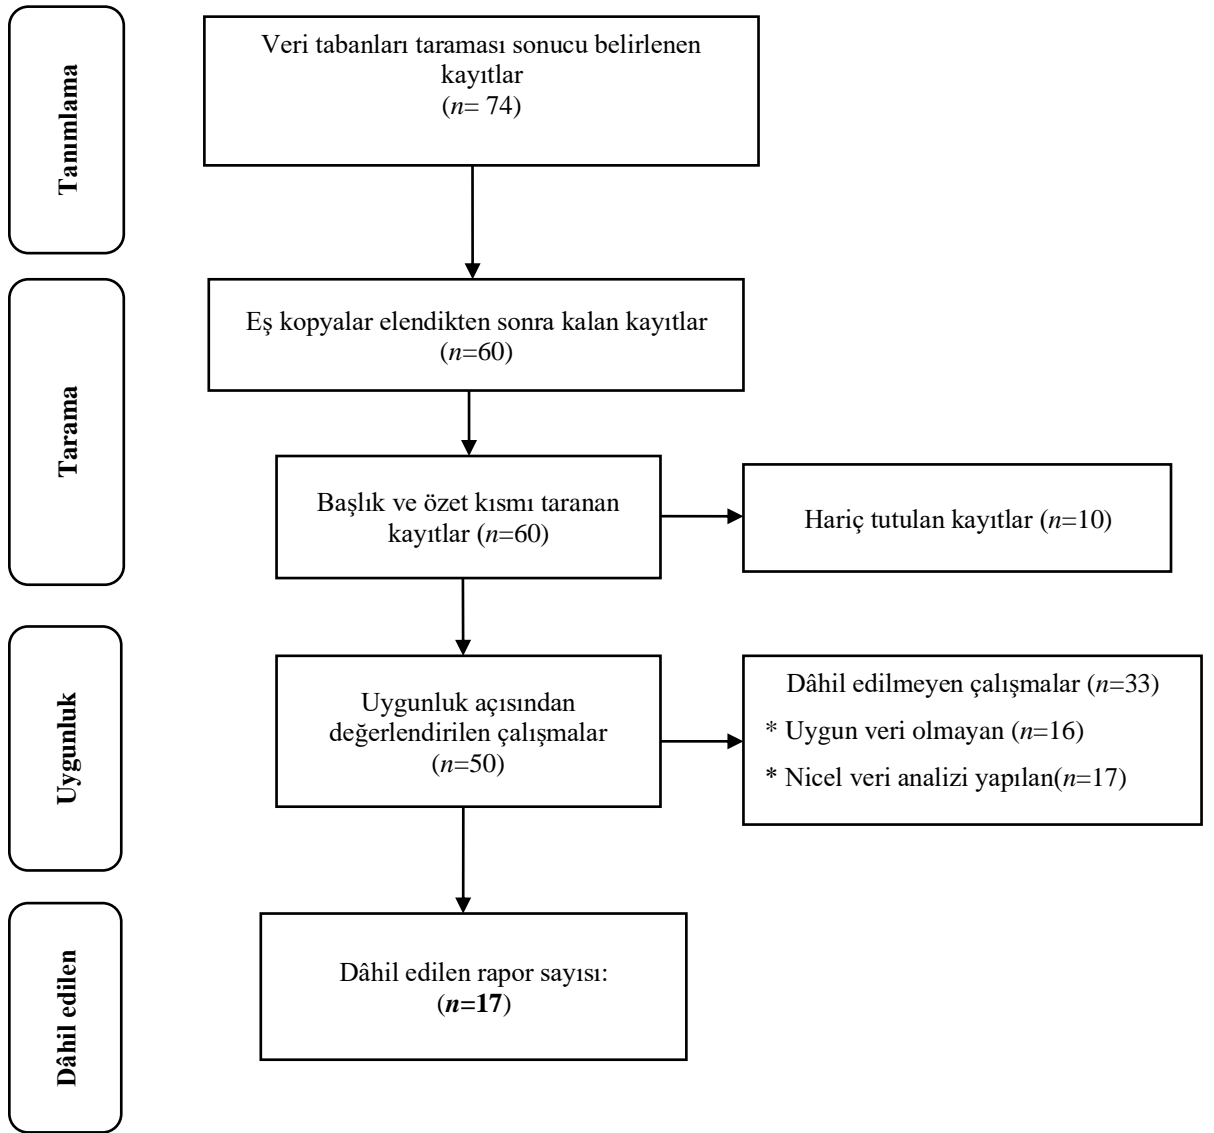 Tanımlama
Veri tabanları taraması sonucu belirlenen
kayıtlar
(n= 74)
Tarama
Eş kopyalar elendikten sonra kalan kayıtlar
(n=60)
Başlık ve özet kısmı taranan
kayıtlar (n=60)
Hariç tutulan kayıtlar (n=10)
Uygunluk
Uygunluk açısından
değerlendirilen çalışmalar
(n=50)
Dâhil edilmeyen çalışmalar (n=33)
* Uygun veri olmayan (n=16)
* Nicel veri analizi yapılan(n=17)
Dâhil edilen
Dâhil edilen rapor sayısı:
(n=17)